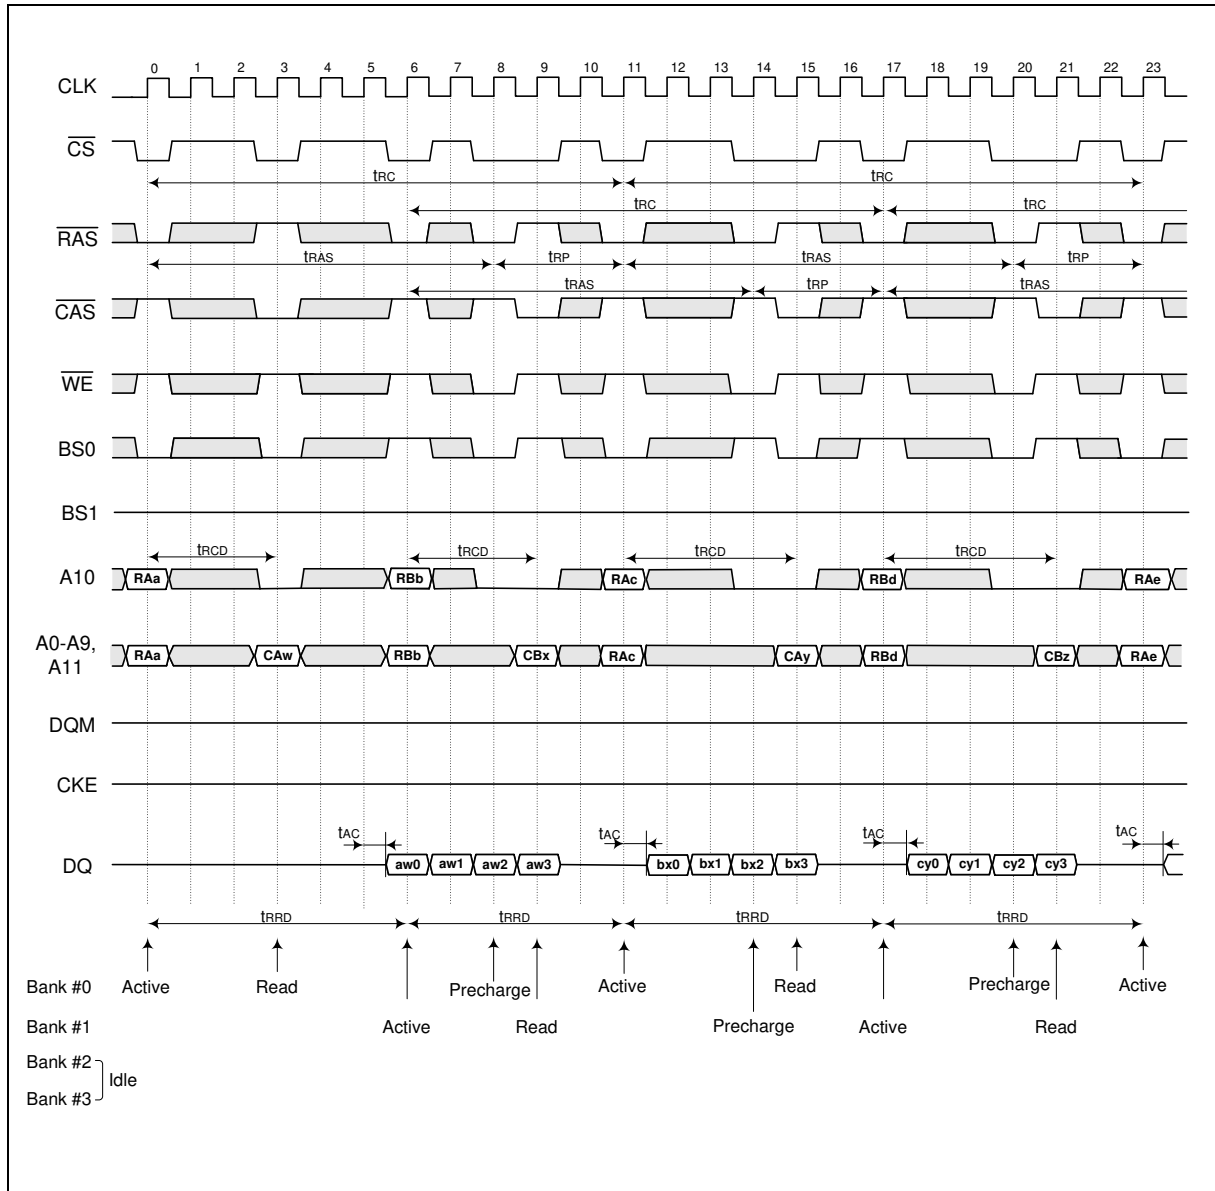 0 1 2 3 4 5 6 7 8 9 10 11 12 13 14 15 16 17 18 19 20 21 22 23
CLK
CS
tRC tRC
tRC tRC
RAS
tRAS tRP tRAS tRP
tRAS tRP tRAS
CAS
WE
BS0
BS1
tRCD tRCD tRCD tRCD
A10 RAa RBb RAc RBd RAe
A0-A9,
A11 RAa CAw RBb CBx RAc CAy RBd CBz RAe
DQM
CKE
tAC tAC tAC tAC
DQ aw0 aw1 aw2 aw3 bx0 bx1 bx2 bx3 cy0 cy1 cy2 cy3
tRRD tRRD tRRD tRRD
Bank #0 Active Read Precharge Active Read Precharge Active
Bank #1 Active Read Precharge Active Read
Bank #2
Idle
Bank #3